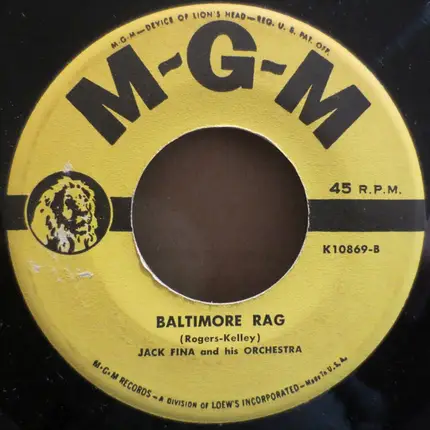 M-G-M—DEVICE OF LION'S HEAD—REG. U. S. PAT. OFF.
M-G-M
45 R.P.M.
K10869-B
BALTIMORE RAG
(Rogers-Kelley)
JACK FINA and his ORCHESTRA
M-G-M RECORDS—A DIVISION OF LOEW'S INCORPORATED—MADE IN U.S.A.